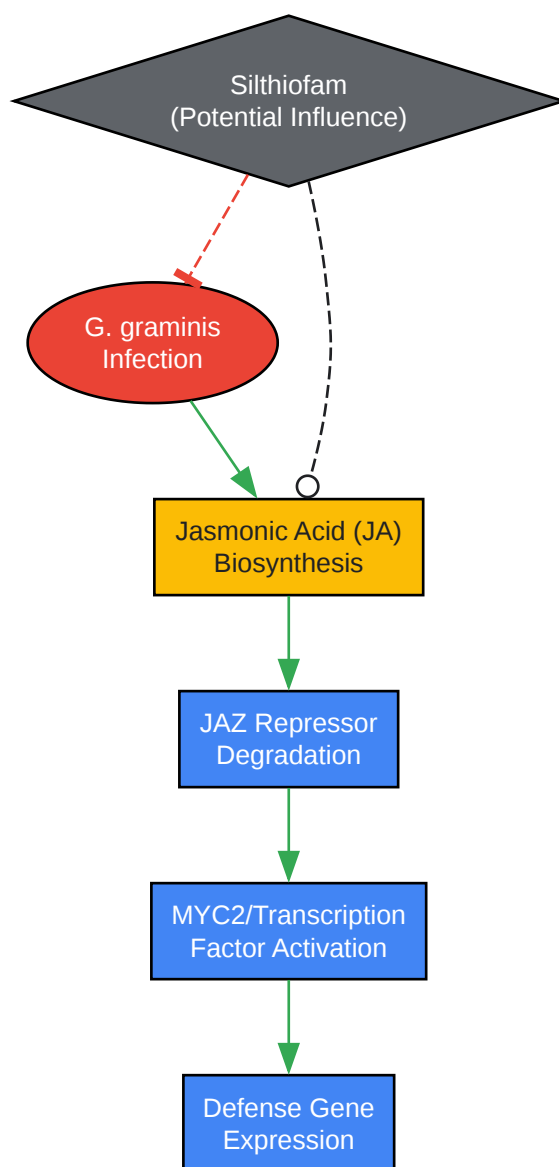 Silthiofam
(Potential Influence)
G. graminis
Infection
Jasmonic Acid (JA)
Biosynthesis
JAZ Repressor
Degradation
MYC2/Transcription
Factor Activation
Defense Gene
Expression